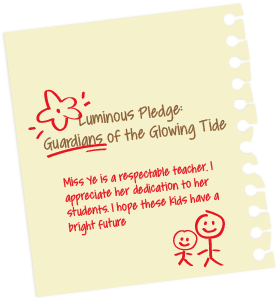 Luminous Pledge:
Guardians of the Glowing Tide
Miss Ye is a respectable teacher. I
appreciate her dedication to her
students. I hope these kids have a
bright future